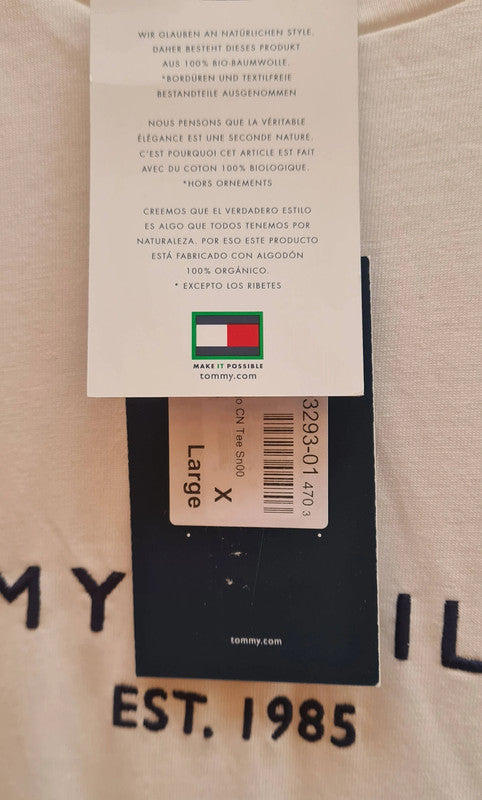 WIR GLAUBEN AN NATÜRLICHEN STYLE.
DAHER BESTEHT DIESES PRODUKT
AUS 100% BIO-BAUMWOLLE.
*BORDÜREN UND TEXTILFREIE
BESTANDTEILE AUSGENOMMEN
NOUS PENSONS QUE LA VÉRITABLE
ÉLÉGANCE EST UNE SECONDE NATURE.
C'EST POURQUOI CET ARTICLE EST FAIT
AVEC DU COTON 100% BIOLOGIQUE.
*HORS ORNEMENTS
CREEMOS QUE EL VERDADERO ESTILO
ES ALGO QUE TODOS TENEMOS POR
NATURALEZA. POR ESO ESTE PRODUCTO
ESTÁ FABRICADO CON ALGODÓN
100% ORGÁNICO.
* EXCEPTO LOS RIBETES
MAKE IT POSSIBLE
tommy.com
3293-01 470 3
o CN Tee Sn00
X
Large
tommy.com
MY IL
EST. 1985